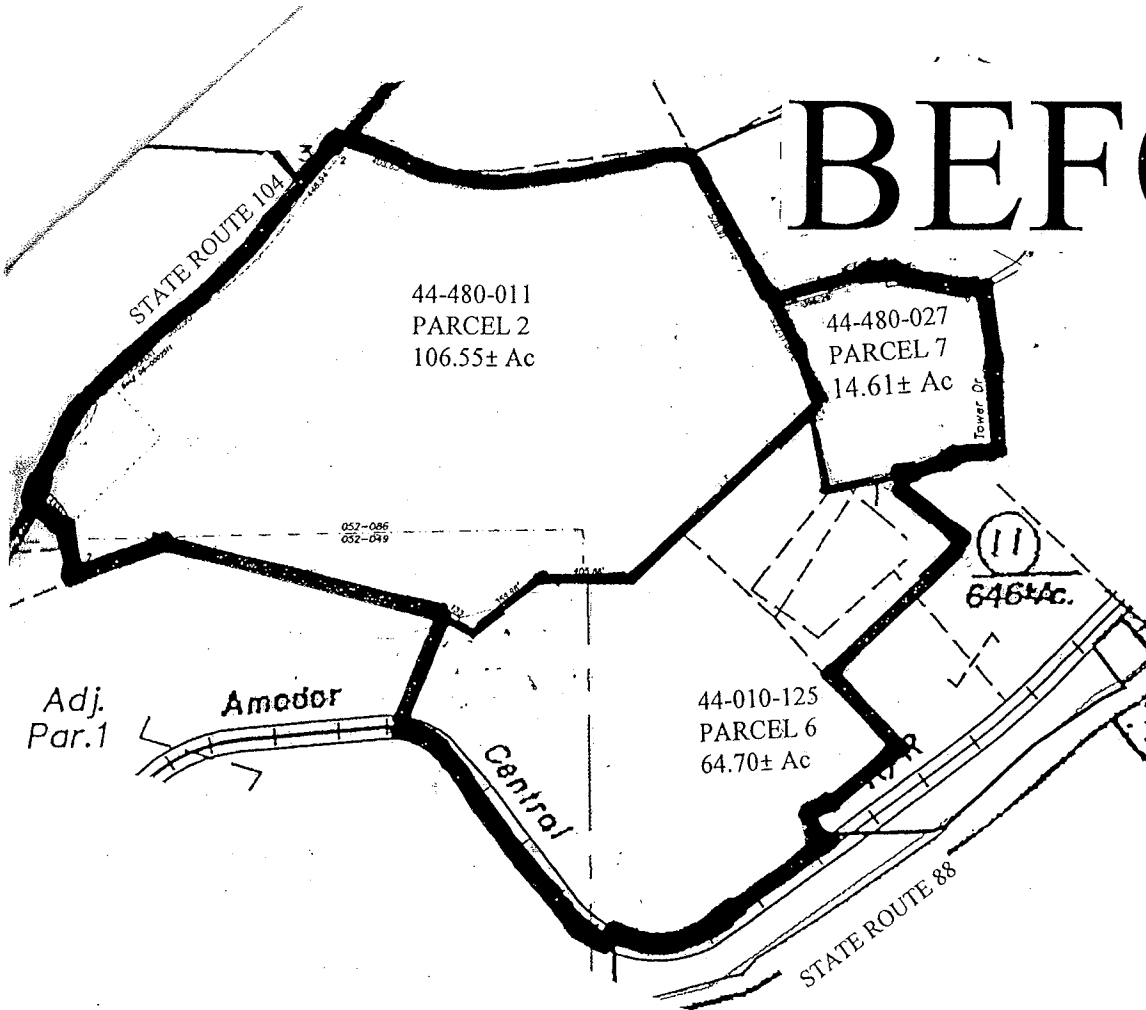 BEF
STATE ROUTE 104
44-480-011
PARCEL 2
106.55± Ac
44-480-027
PARCEL 7
14.61± Ac
Tower Dr
052-086
052-049
11
646±Ac.
Adj.
Par.1
Amador
Central
44-010-125
PARCEL 6
64.70± Ac
STATE ROUTE 88